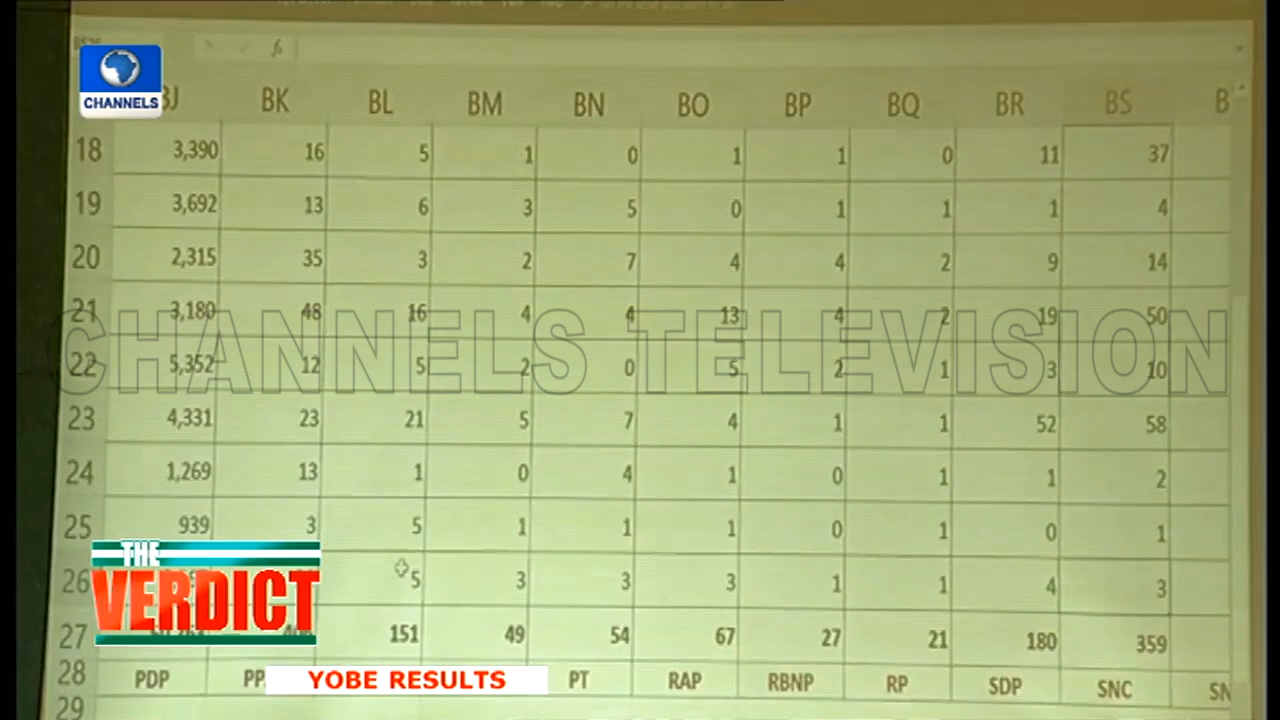 CHANNELS
BJ BK BL BM BN BO BP BQ BR BS
18 3,390 16 5 1 0 1 1 0 11 37
19 3,692 13 6 3 5 0 1 1 1 4
20 2,315 35 3 2 7 4 4 2 9 14
21 3,180 48 16 4 4 13 4 2 19 50
CHANNELS TELEVISION
22 5,352 12 5 2 0 5 2 1 3 10
23 4,331 23 21 5 7 4 1 1 52 58
24 1,269 13 1 0 4 1 0 1 1 2
25 939 3 5 1 1 1 0 1 0 1
THE
VERDICT
26 5 3 3 3 1 1 4 3
27 151 49 54 67 27 21 180 359
28 PDP PT RAP RBNP RP SDP SNC
YOBE RESULTS
29